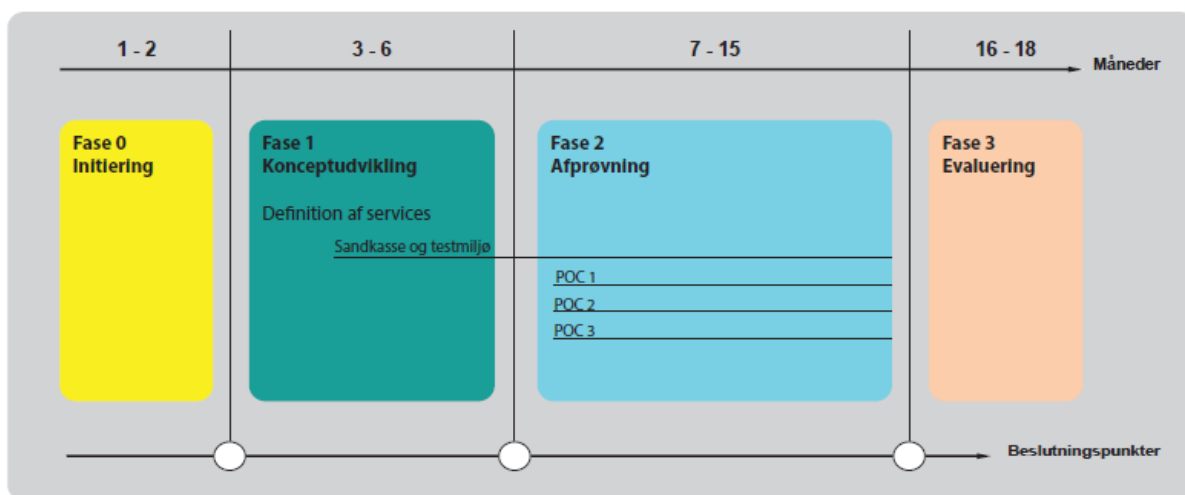 1 - 2
3 - 6
7 - 15
16 - 18
Måneder
Fase 0
Initiering
Fase 1
Konceptudvikling
Definition af services
Sandkasse og testmiljø
Fase 2
Afprøvning
POC 1
POC 2
POC 3
Fase 3
Evaluering
Beslutningspunkter